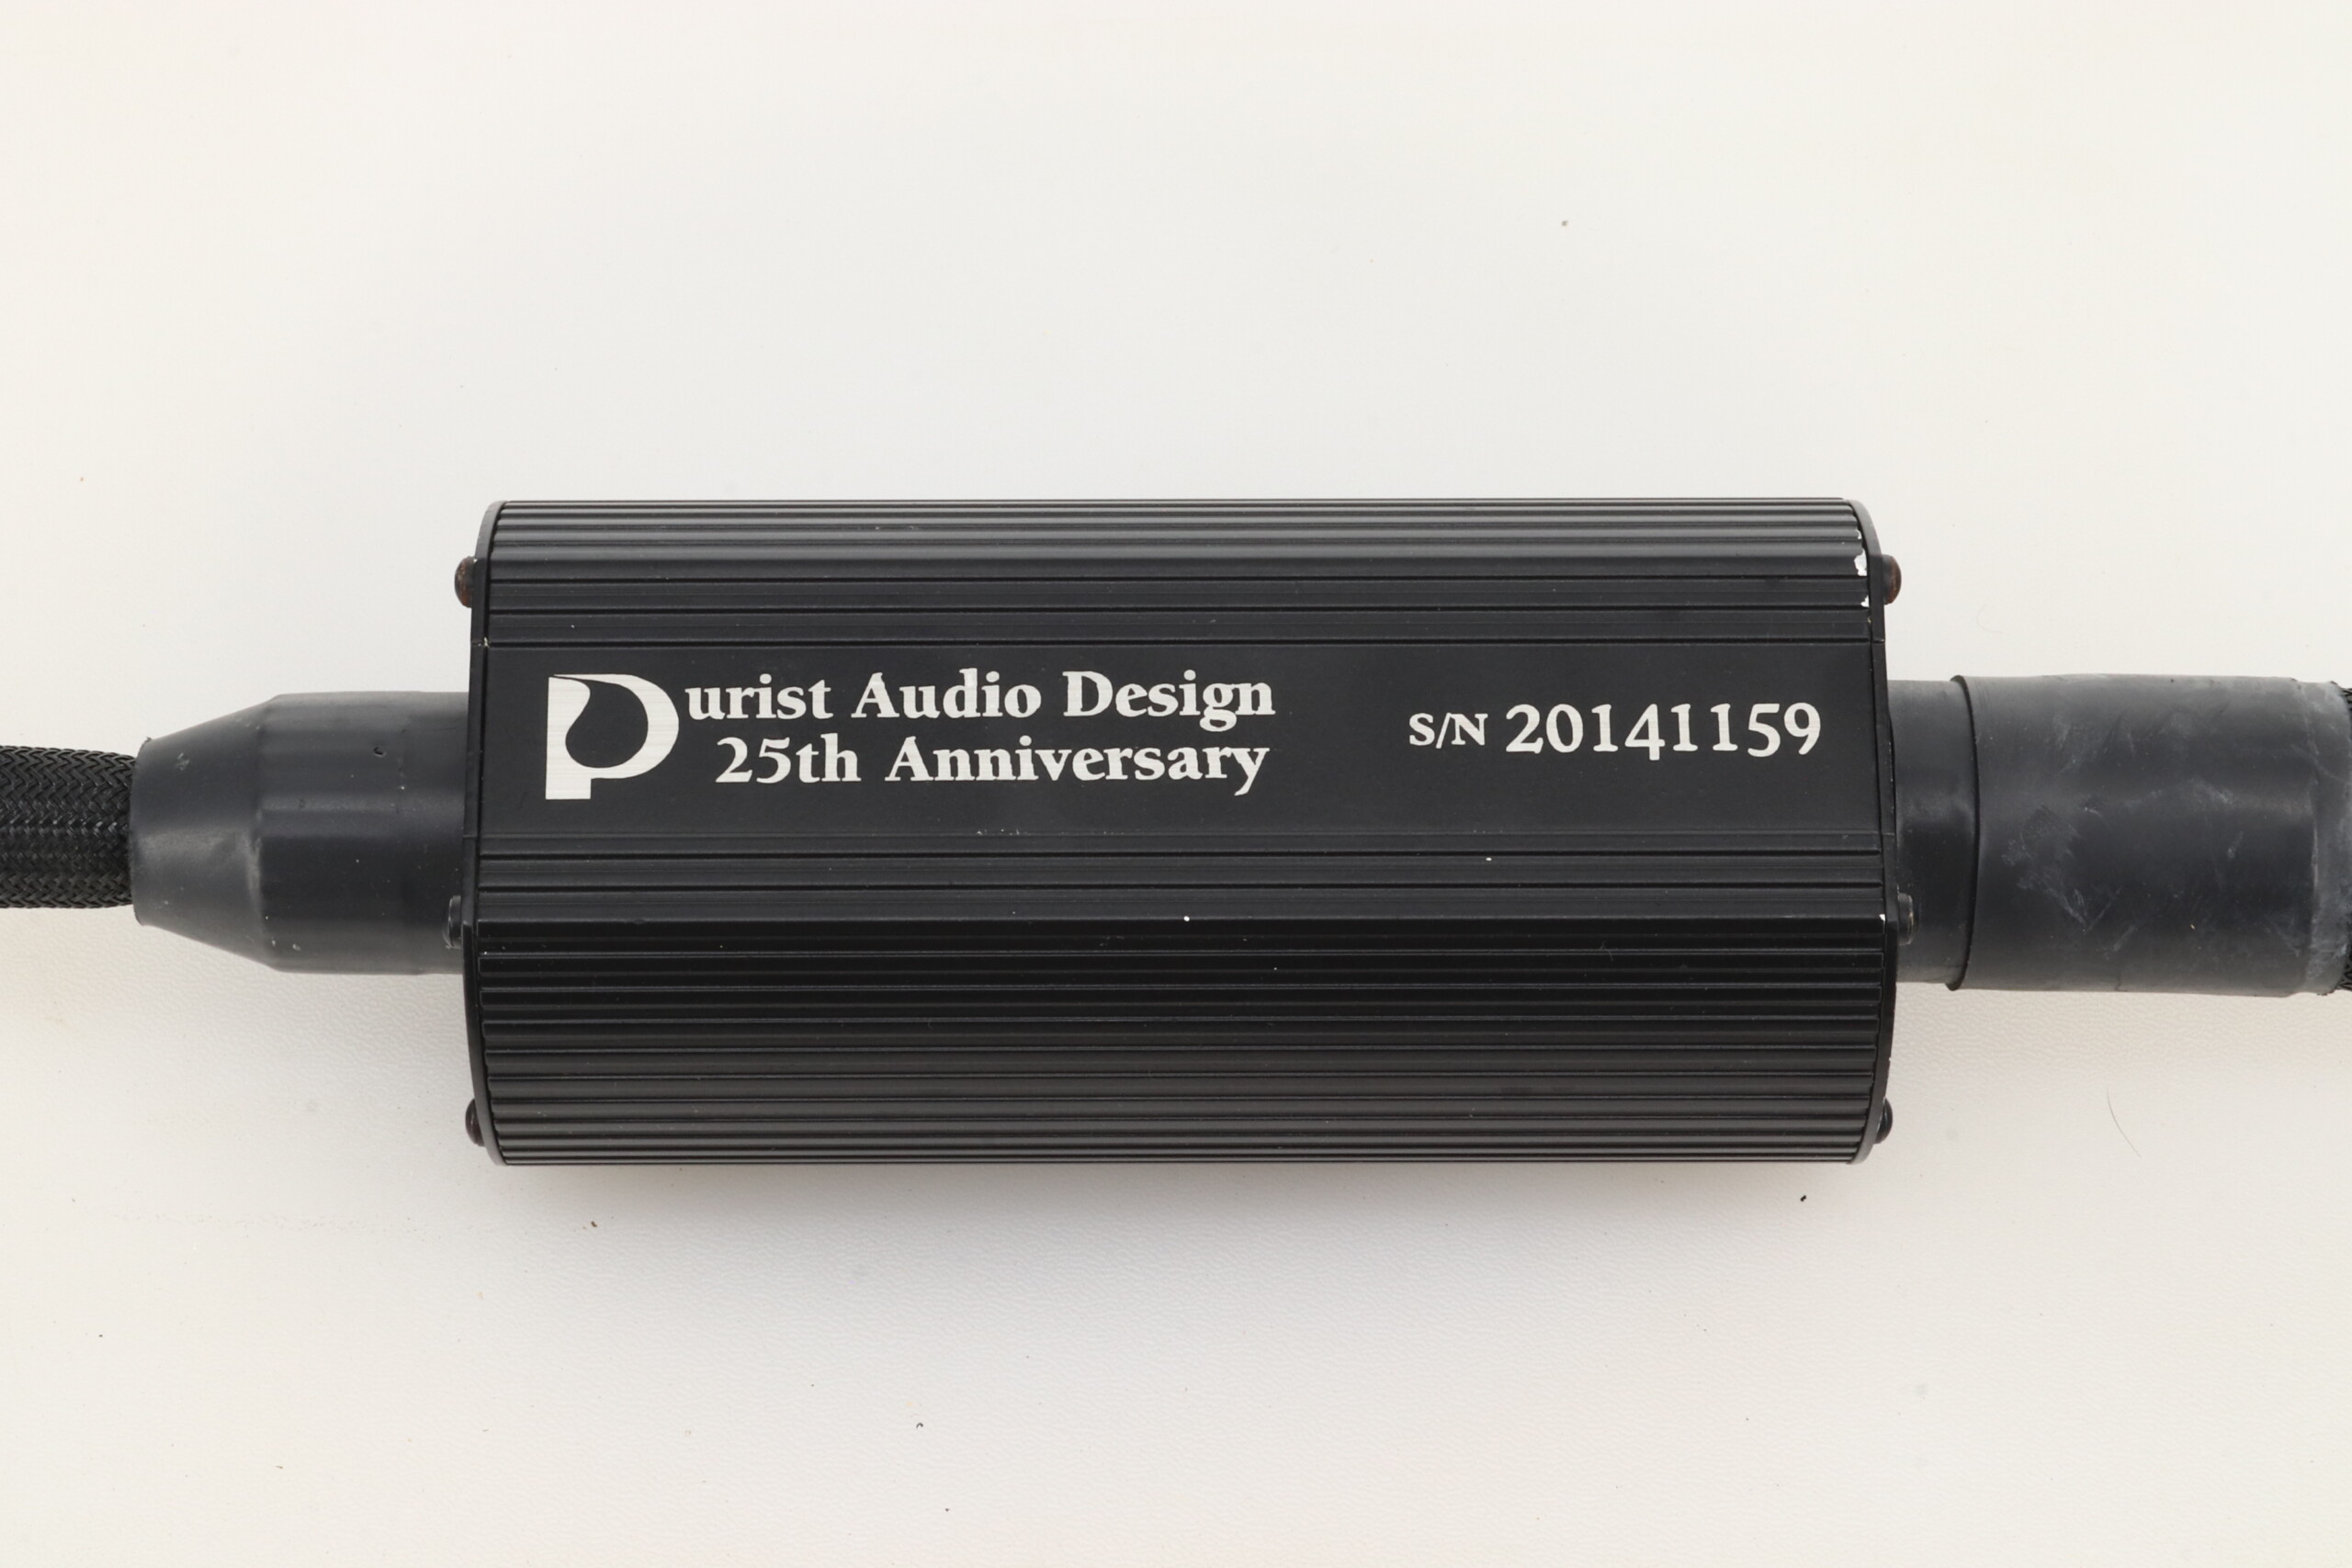 Purist Audio Design
25th Anniversary
S/N 20141159